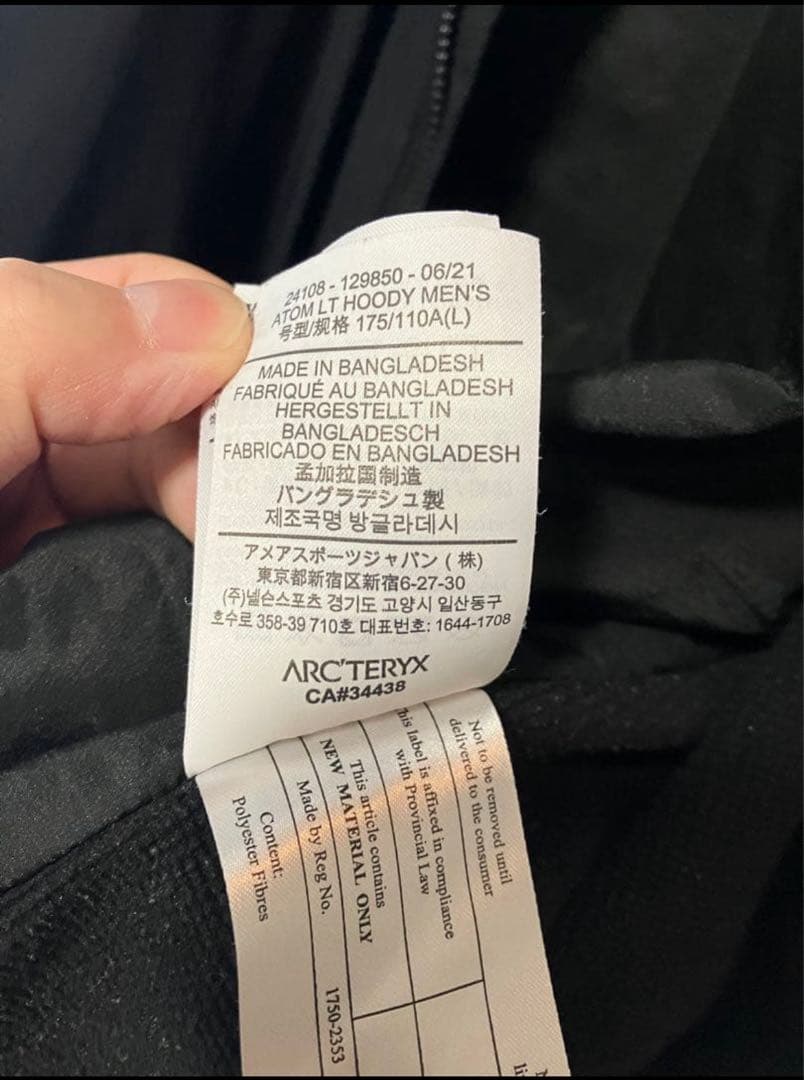 24108 - 129850 - 06/21
ATOM LT HOODY MEN'S
号型/规格 175/110A(L)
MADE IN BANGLADESH
FABRIQUÉ AU BANGLADESH
HERGESTELLT IN
BANGLADESCH
FABRICADO EN BANGLADESH
孟加拉国制造
バングラデシュ製
제조국명 방글라데시
アメアスポーツジャパン (株)
東京都新宿区新宿6-27-30
(주)넬슨스포츠 경기도 고양시 일산동구
호수로 358-39 710호 대표번호: 1644-1708
ARC'TERYX
CA#34438
Not to be removed until
delivered to the consumer
This label is affixed in compliance
with Provincial Law
This article contains
NEW MATERIAL ONLY
Made by Reg No. 1750-2353
Content:
Polyester Fibres